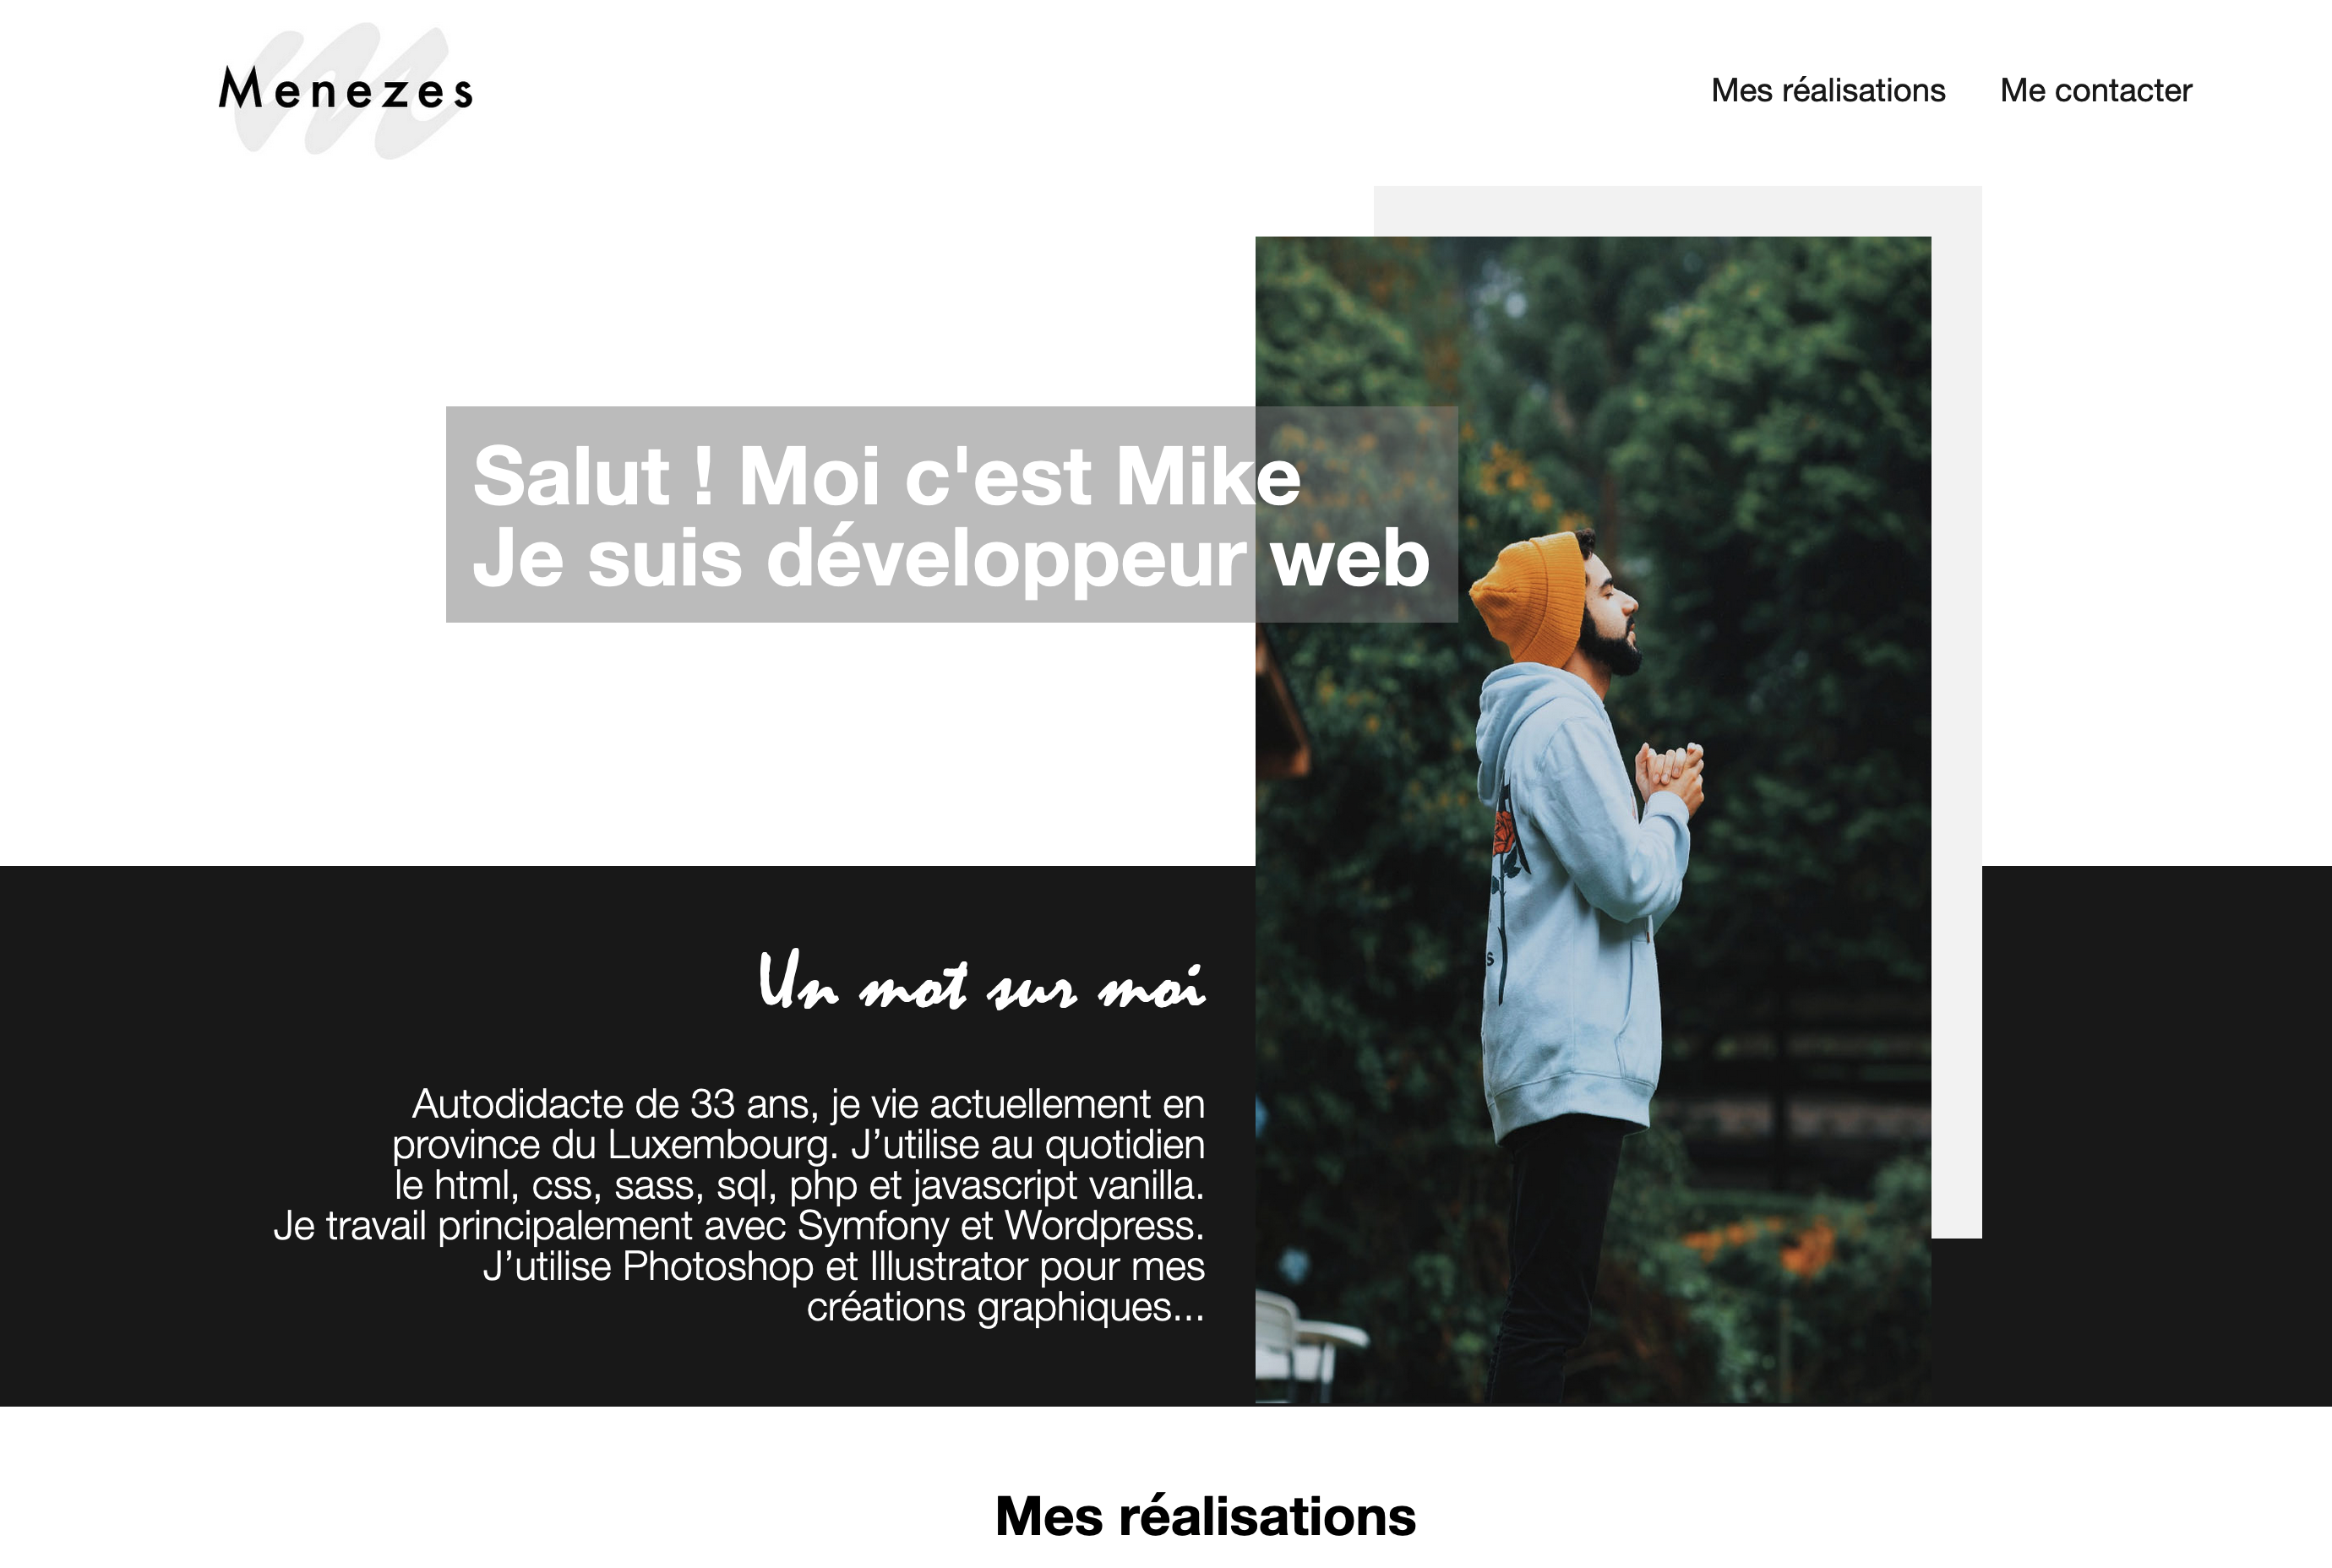 Menezes
Mes réalisations
Me contacter
Salut ! Moi c'est Mike
Je suis développeur web
Un mot sur moi
Autodidacte de 33 ans, je vie actuellement en
province du Luxembourg. J’utilise au quotidien
le html, css, sass, sql, php et javascript vanilla.
Je travail principalement avec Symfony et Wordpress.
J’utilise Photoshop et Illustrator pour mes
créations graphiques...
Mes réalisations